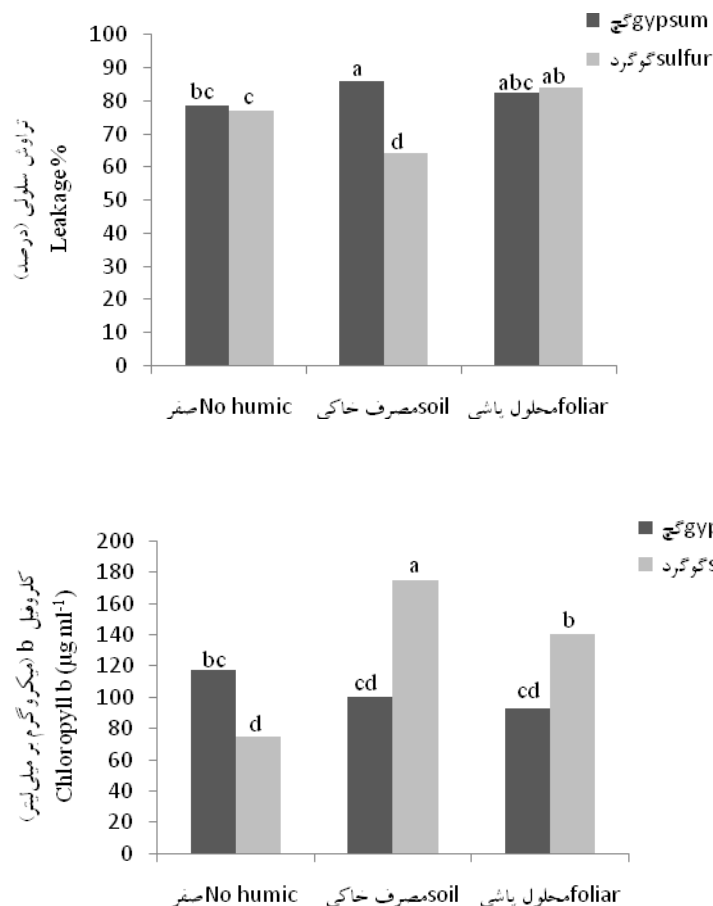 گچgypsum
گوگردsulfur
تراوش سلولی (درصد)
Leakage%
100
90
80
70
60
50
40
30
20
10
0
bc
c
a
d
abc
ab
صفرNo humic
مصرف خاکیsoil
محلول پاشیfoliar
گچgyp
گوگردs
کلروفیل b (میکروگرم بر میلی‌لیتر)
Chloropyll b (µg ml-1)
200
180
160
140
120
100
80
60
40
20
0
bc
d
cd
a
cd
b
صفرNo humic
مصرف خاکیsoil
محلول پاشیfoliar